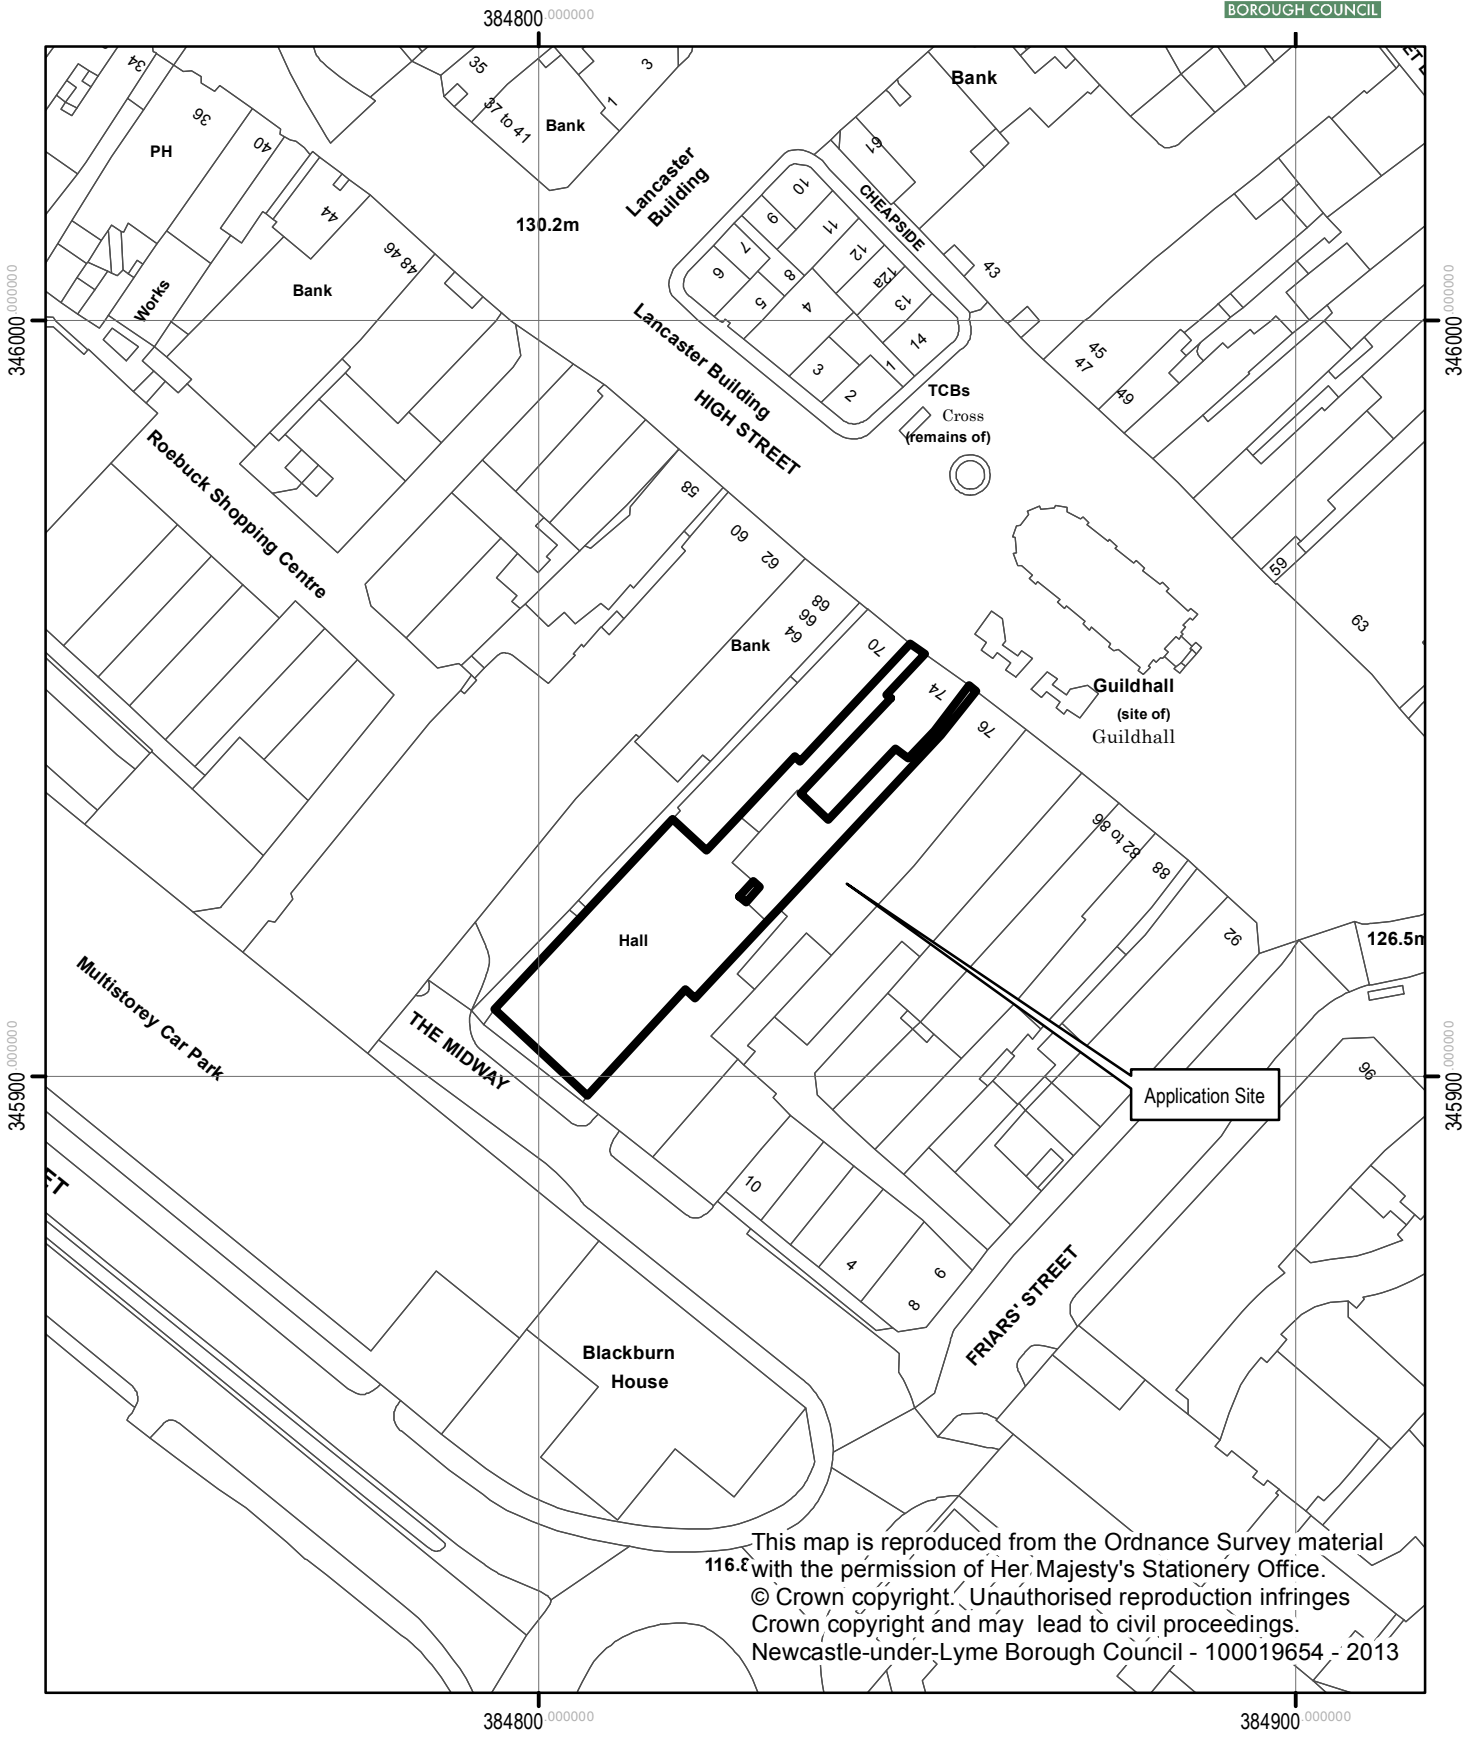 BOROUGH COUNCIL
384800.000000
34
36
40
PH
44
48 46
Works
Bank
35
37 to 41
Bank
1
3
Lancaster
Building
130.2m
Bank
61
CHEAPSIDE
10
9
11
7
12
6
8
12a
5
4
13
14
3
1
2
43
346000.000000
346000.000000
Lancaster Building
HIGH STREET
45
47
49
TCBs
Cross
(remains of)
Roebuck Shopping Centre
58
60
62
59
63
68
66
64
Bank
70
74
76
Guildhall
(site of)
Guildhall
82 to 86
88
92
126.5m
Hall
Multistorey Car Park
THE MIDWAY
96
345900.000000
345900.000000
Application Site
ET
10
4
6
8
FRIARS' STREET
Blackburn
House
116.8
This map is reproduced from the Ordnance Survey material
with the permission of Her Majesty's Stationery Office.
© Crown copyright. Unauthorised reproduction infringes
Crown copyright and may lead to civil proceedings.
Newcastle-under-Lyme Borough Council - 100019654 - 2013
384800.000000
384900.000000